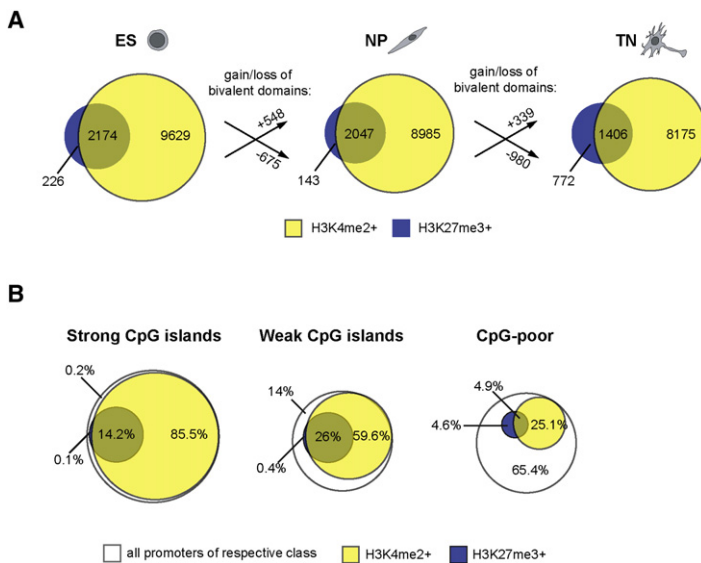 A
ES
NP
TN
gain/loss of
bivalent domains:
gain/loss of
bivalent domains:
+548
-675
+339
-980
2174
9629
226
2047
8985
143
1406
8175
772
H3K4me2+
H3K27me3+
B
Strong CpG islands
Weak CpG islands
CpG-poor
0.2%
14.2%
85.5%
0.1%
14%
26%
59.6%
0.4%
4.9%
4.6%
25.1%
65.4%
all promoters of respective class
H3K4me2+
H3K27me3+